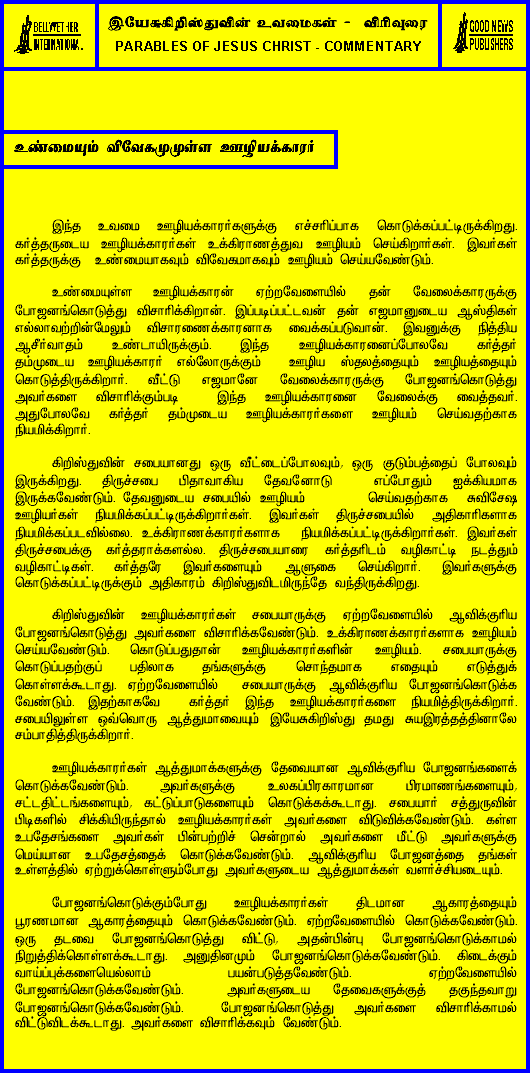 BELLWETHER
INTERNATIONAL
இயேசுகிறிஸ்துவின் உவமைகள் - விரிவுரை
PARABLES OF JESUS CHRIST - COMMENTARY
GOOD NEWS
PUBLISHERS
உண்மையும் விவேகமுமுள்ள ஊழியக்காரர்
இந்த உவமை ஊழியக்காரர்களுக்கு எச்சரிப்பாக கொடுக்கப்பட்டிருக்கிறது.
கர்த்தருடைய ஊழியக்காரர்கள் உக்கிராணத்துவ ஊழியம் செய்கிறார்கள். இவர்கள்
கர்த்தருக்கு உண்மையாகவும் விவேகமாகவும் ஊழியம் செய்யவேண்டும்.
உண்மையுள்ள ஊழியக்காரன் ஏற்றவேளையில் தன் வேலைக்காரருக்கு
போஜனங்கொடுத்து விசாரிக்கிறான். இப்படிப்பட்டவன் தன் எஜமானுடைய ஆஸ்திகள்
எல்லாவற்றின்மேலும் விசாரணைக்காரனாக வைக்கப்படுவான். இவனுக்கு நித்திய
ஆசீர்வாதம் உண்டாயிருக்கும். இந்த ஊழியக்காரனைப்போலவே கர்த்தர்
தம்முடைய ஊழியக்காரர் எல்லோருக்கும் ஊழிய ஸ்தலத்தையும் ஊழியத்தையும்
கொடுத்திருக்கிறார். வீட்டு எஜமானே வேலைக்காரருக்கு போஜனங்கொடுத்து
அவர்களை விசாரிக்கும்படி இந்த ஊழியக்காரனை வேலைக்கு வைத்தவர்.
அதுபோலவே கர்த்தர் தம்முடைய ஊழியக்காரர்களை ஊழியம் செய்வதற்காக
நியமிக்கிறார்.
கிறிஸ்துவின் சபையானது ஒரு வீட்டைப்போலவும், ஒரு குடும்பத்தைப் போலவும்
இருக்கிறது. திருச்சபை பிதாவாகிய தேவனோடு எப்போதும் ஐக்கியமாக
இருக்கவேண்டும். தேவனுடைய சபையில் ஊழியம் செய்வதற்காக சுவிசேஷ
ஊழியர்கள் நியமிக்கப்பட்டிருக்கிறார்கள். இவர்கள் திருச்சபையில் அதிகாரிகளாக
நியமிக்கப்படவில்லை. உக்கிராணக்காரர்களாக நியமிக்கப்பட்டிருக்கிறார்கள். இவர்கள்
திருச்சபைக்கு கர்த்தராக்களல்ல. திருச்சபையாரை கர்த்தரிடம் வழிகாட்டி நடத்தும்
வழிகாட்டிகள். கர்த்தரே இவர்களையும் ஆளுகை செய்கிறார். இவர்களுக்கு
கொடுக்கப்பட்டிருக்கும் அதிகாரம் கிறிஸ்துவிடமிருந்தே வந்திருக்கிறது.
கிறிஸ்துவின் ஊழியக்காரர்கள் சபையாருக்கு ஏற்றவேளையில் ஆவிக்குரிய
போஜனங்கொடுத்து அவர்களை விசாரிக்கவேண்டும். உக்கிராணக்காரர்களாக ஊழியம்
செய்யவேண்டும். கொடுப்பதுதான் ஊழியக்காரர்களின் ஊழியம். சபையாருக்கு
கொடுப்பதற்குப் பதிலாக தங்களுக்கு சொந்தமாக எதையும் எடுத்துக்
கொள்ளக்கூடாது. ஏற்றவேளையில் சபையாருக்கு ஆவிக்குரிய போஜனங்கொடுக்க
வேண்டும். இதற்காகவே கர்த்தர் இந்த ஊழியக்காரர்களை நியமித்திருக்கிறார்.
சபையிலுள்ள ஒவ்வொரு ஆத்துமாவையும் இயேசுகிறிஸ்து தமது சுயஇரத்தத்தினாலே
சம்பாதித்திருக்கிறார்.
ஊழியக்காரர்கள் ஆத்துமாக்களுக்கு தேவையான ஆவிக்குரிய போஜனங்களைக்
கொடுக்கவேண்டும். அவர்களுக்கு உலகப்பிரகாரமான பிரமாணங்களையும்,
சட்டதிட்டங்களையும், கட்டுப்பாடுகளையும் கொடுக்கக்கூடாது. சபையார் சத்துருவின்
பிடிகளில் சிக்கியிருந்தால் ஊழியக்காரர்கள் அவர்களை விடுவிக்கவேண்டும். கள்ள
உபதேசங்களை அவர்கள் பின்பற்றிச் சென்றால் அவர்களை மீட்டு அவர்களுக்கு
மெய்யான உபதேசத்தைக் கொடுக்கவேண்டும். ஆவிக்குரிய போஜனத்தை தங்கள்
உள்ளத்தில் ஏற்றுக்கொள்ளும்போது அவர்களுடைய ஆத்துமாக்கள் வளர்ச்சியடையும்.
போஜனங்கொடுக்கும்போது ஊழியக்காரர்கள் திடமான ஆகாரத்தையும்
பூரணமான ஆகாரத்தையும் கொடுக்கவேண்டும். ஏற்றவேளையில் கொடுக்கவேண்டும்.
ஒரு தடவை போஜனங்கொடுத்து விட்டு, அதன்பின்பு போஜனங்கொடுக்காமல்
நிறுத்திக்கொள்ளக்கூடாது. அனுதினமும் போஜனங்கொடுக்கவேண்டும். கிடைக்கும்
வாய்ப்புக்களையெல்லாம் பயன்படுத்தவேண்டும். ஏற்றவேளையில்
போஜனங்கொடுக்கவேண்டும். அவர்களுடைய தேவைகளுக்குத் தகுந்தவாறு
போஜனங்கொடுக்கவேண்டும். போஜனங்கொடுத்து அவர்களை விசாரிக்காமல்
விட்டுவிடக்கூடாது. அவர்களை விசாரிக்கவும் வேண்டும்.